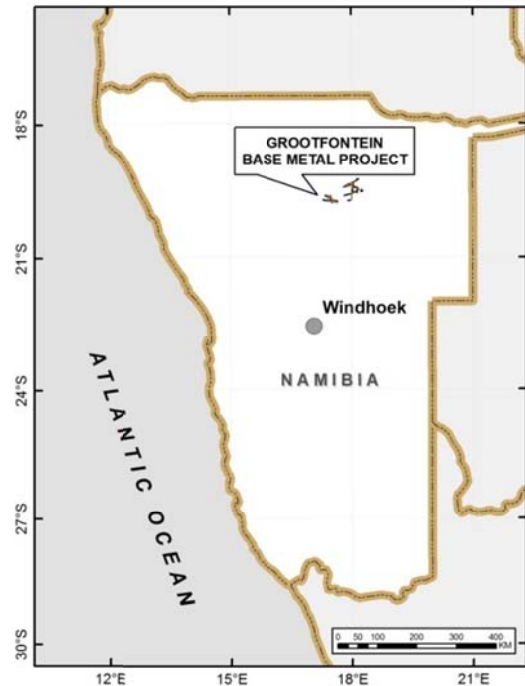 18°S
GROOTFONTEIN
BASE METAL PROJECT
21°S
Windhoek
NAMIBIA
24°S
ATLANTIC OCEAN
27°S
30°S
0 50 100 200 300 400
KM
12°E 15°E 18°E 21°E